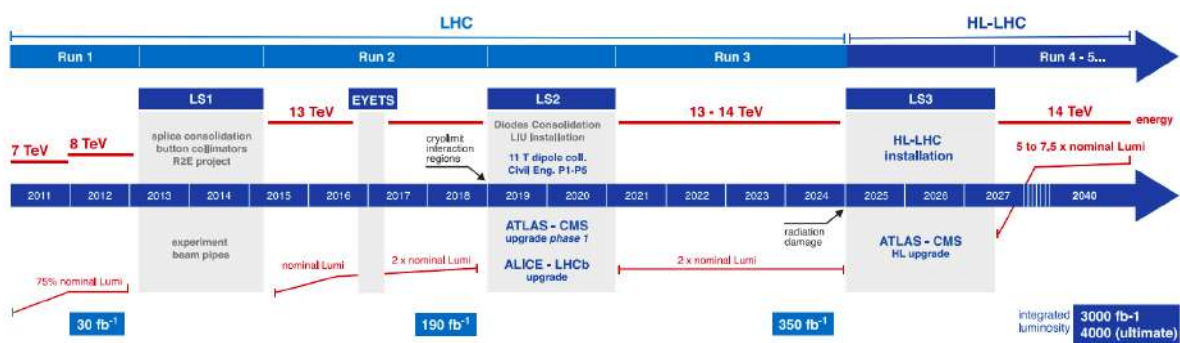 LHC
HL-LHC
Run 1
Run 2
Run 3
Run 4 - 5...
LS1
EYETS
LS2
LS3
13 TeV
13 - 14 TeV
14 TeV
energy
7 TeV
8 TeV
splice consolidation
button collimators
R2E project
cryolimit
interaction
regions
Diodes Consolidation
LIU Installation
11 T dipole coll.
Civil Eng. P1-P5
HL-LHC
installation
5 to 7,5 x nominal Lumi
2011
2012
2013
2014
2015
2016
2017
2018
2019
2020
2021
2022
2023
2024
2025
2026
2027
2040
experiment
beam pipes
ATLAS - CMS
upgrade phase 1
ALICE - LHCb
upgrade
radiation
damage
ATLAS - CMS
HL upgrade
75% nominal Lumi
nominal Lumi
2 x nominal Lumi
2 x nominal Lumi
30 fb-1
190 fb-1
350 fb-1
integrated
luminosity
3000 fb-1
4000 (ultimate)